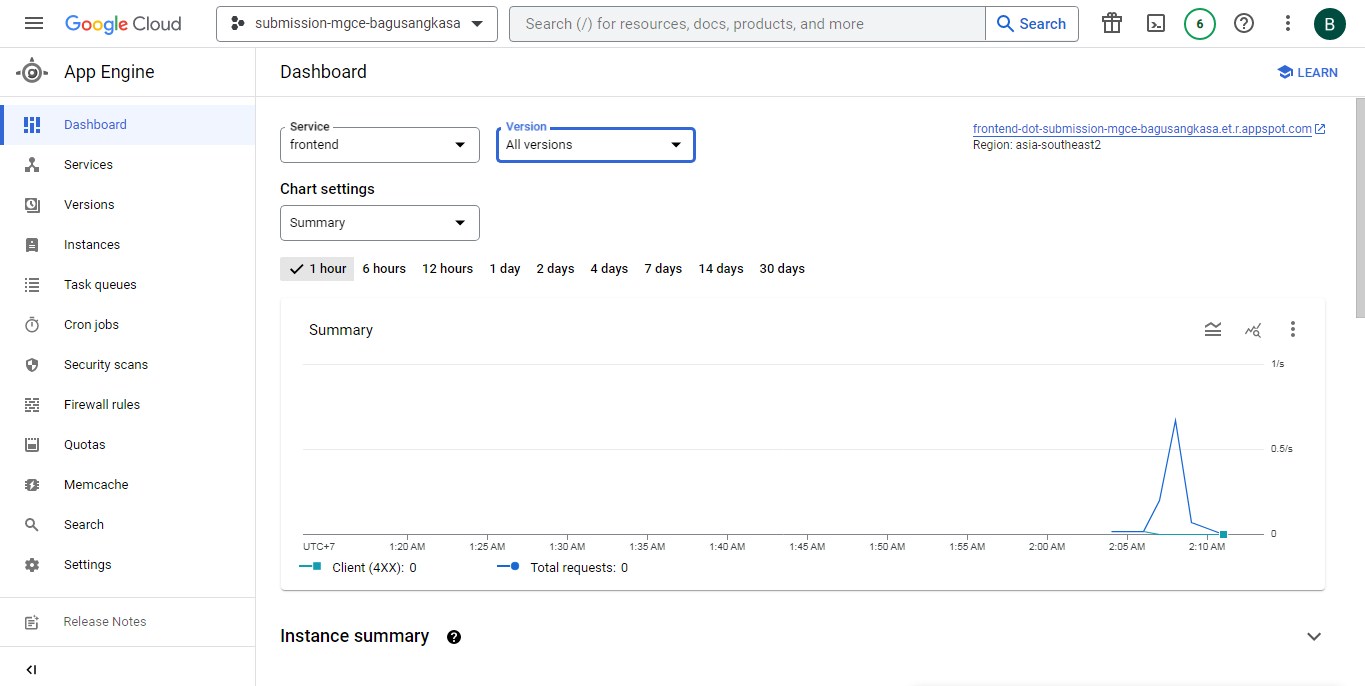 Google Cloud
submission-mgce-bagusangkasa
Search (/) for resources, docs, products, and more
Search
6
B
App Engine
Dashboard
LEARN
Dashboard
Services
Versions
Instances
Task queues
Cron jobs
Security scans
Firewall rules
Quotas
Memcache
Search
Settings
Release Notes
Service
frontend
Version
All versions
frontend-dot-submission-mgce-bagusangkasa.et.r.appspot.com
Region: asia-southeast2
Chart settings
Summary
1 hour 6 hours 12 hours 1 day 2 days 4 days 7 days 14 days 30 days
Summary
1/s
0.5/s
0
UTC+7 1:20 AM 1:25 AM 1:30 AM 1:35 AM 1:40 AM 1:45 AM 1:50 AM 1:55 AM 2:00 AM 2:05 AM 2:10 AM
Client (4XX): 0 Total requests: 0
Instance summary ?